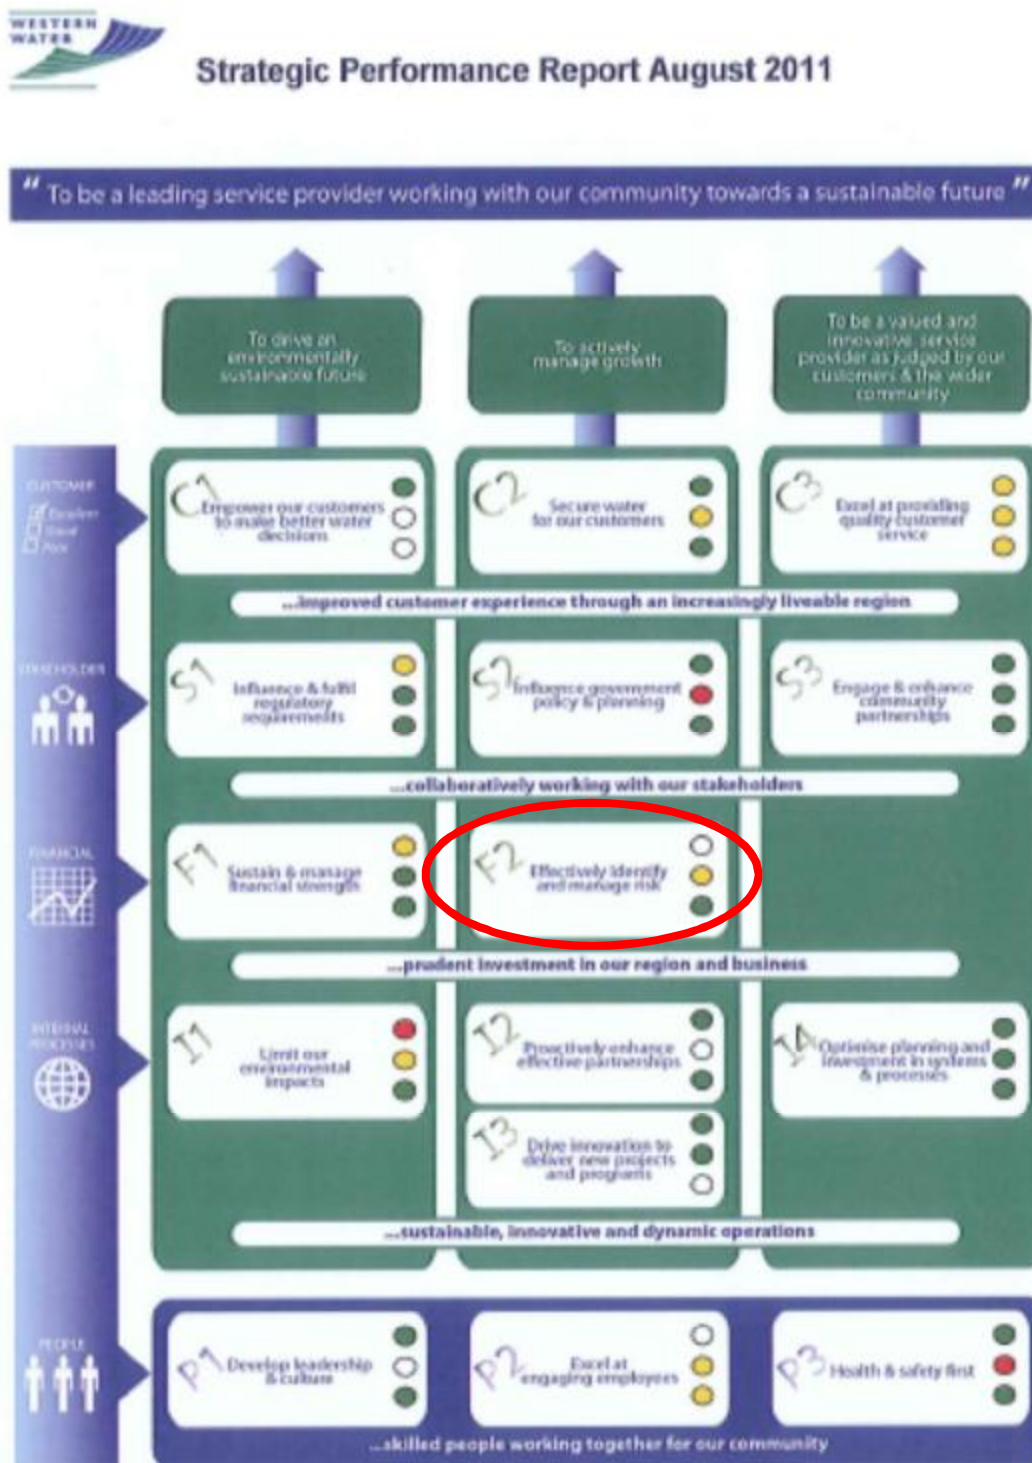 WESTERN
WATER
Strategic Performance Report August 2011
" To be a leading service provider working with our community towards a sustainable future "
To drive an
environmentally
sustainable future
To actively
manage growth
To be a valued and
innovative service
provider as judged by our
customers & the wider
community
CUSTOMER
Excellent
Good
Poor
C1
Empower our customers
to make better water
decisions
C2
Secure water
for our customers
C3
Excel at providing
quality customer
service
...improved customer experience through an increasingly liveable region
STAKEHOLDER
S1
Influence & fulfil
regulatory
requirements
S2
Influence government
policy & planning
S3
Engage & enhance
community
partnerships
...collaboratively working with our stakeholders
FINANCIAL
F1
Sustain & manage
financial strength
F2
Effectively identify
and manage risk
...prudent investment in our region and business
INTERNAL
PROCESSES
I1
Limit our
environmental
impacts
I2
Proactively enhance
effective partnerships
I3
Drive innovation to
deliver new projects
and programs
I4
Optimise planning and
investment in systems
& processes
...sustainable, innovative and dynamic operations
PEOPLE
P1
Develop leadership
& culture
P2
Excel at
engaging employees
P3
Health & safety first
...skilled people working together for our community